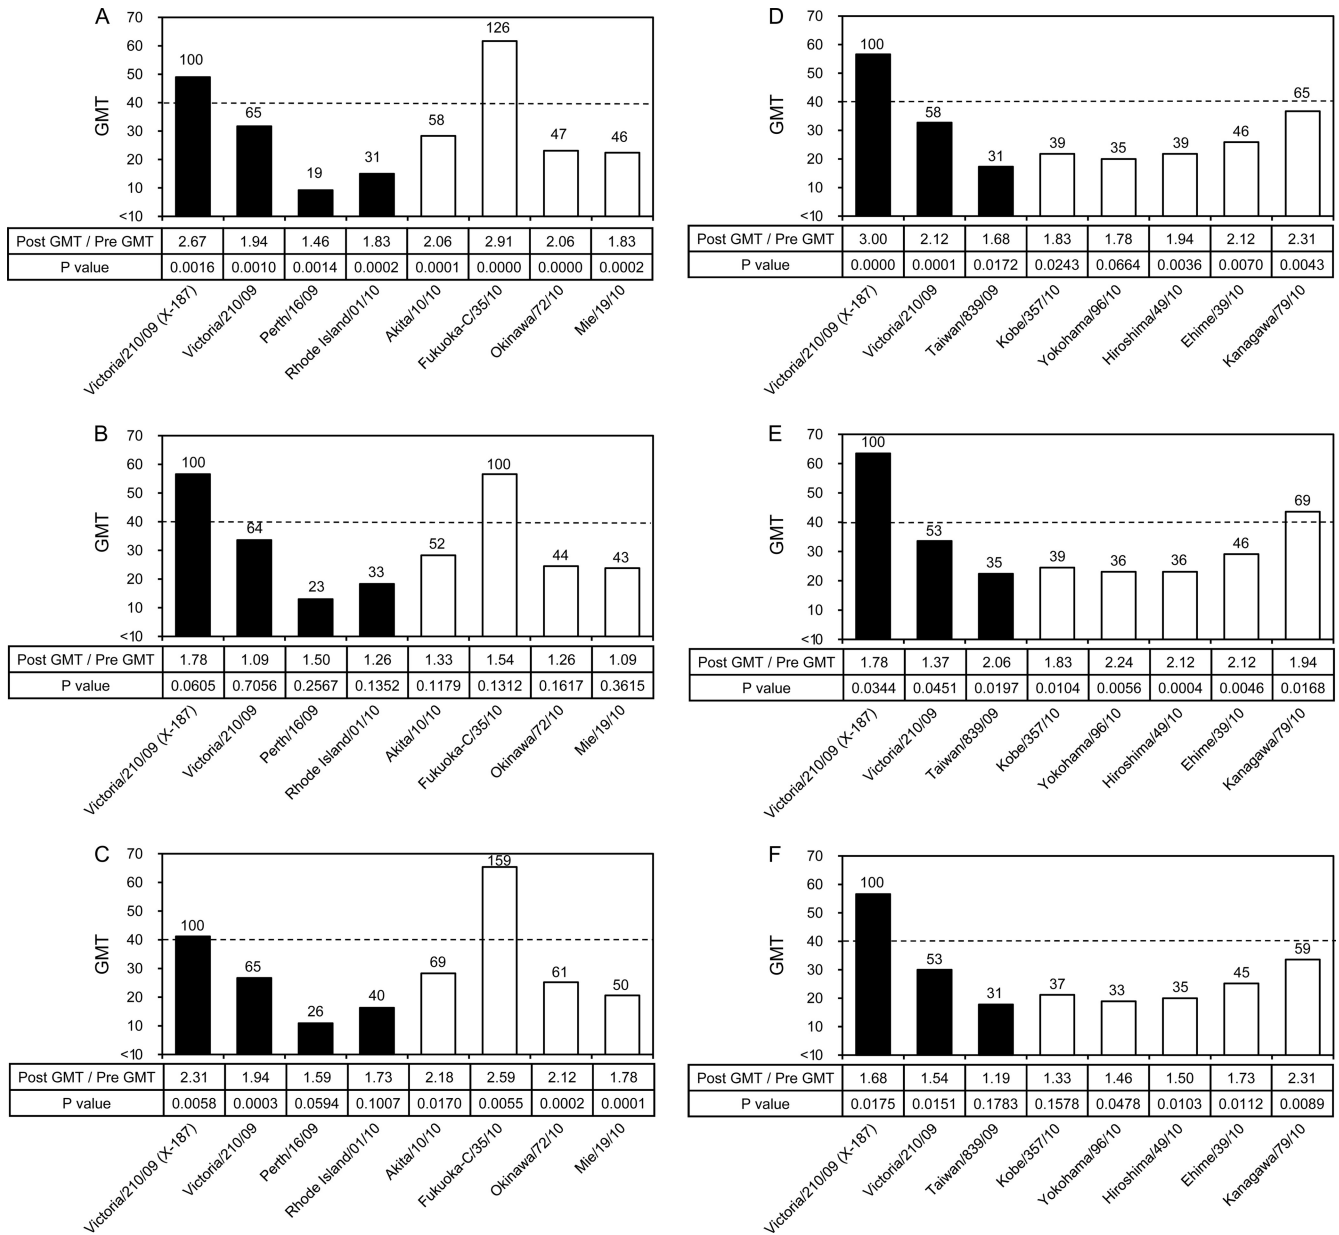 A
70
60
50
40
30
20
10
<10
GMT
100 65 19 31 58 126 47 46
Post GMT / Pre GMT 2.67 1.94 1.46 1.83 2.06 2.91 2.06 1.83
P value 0.0016 0.0010 0.0014 0.0002 0.0001 0.0000 0.0000 0.0002
Victoria/210/09 (X-187)
Victoria/210/09
Perth/16/09
Rhode Island/01/10
Akita/10/10
Fukuoka-C/35/10
Okinawa/72/10
Mie/19/10
B
70
60
50
40
30
20
10
<10
GMT
100 64 23 33 52 100 44 43
Post GMT / Pre GMT 1.78 1.09 1.50 1.26 1.33 1.54 1.26 1.09
P value 0.0605 0.7056 0.2567 0.1352 0.1179 0.1312 0.1617 0.3615
Victoria/210/09 (X-187)
Victoria/210/09
Perth/16/09
Rhode Island/01/10
Akita/10/10
Fukuoka-C/35/10
Okinawa/72/10
Mie/19/10
C
70
60
50
40
30
20
10
<10
GMT
100 65 26 40 69 159 61 50
Post GMT / Pre GMT 2.31 1.94 1.59 1.73 2.18 2.59 2.12 1.78
P value 0.0058 0.0003 0.0594 0.1007 0.0170 0.0055 0.0002 0.0001
Victoria/210/09 (X-187)
Victoria/210/09
Perth/16/09
Rhode Island/01/10
Akita/10/10
Fukuoka-C/35/10
Okinawa/72/10
Mie/19/10
D
70
60
50
40
30
20
10
<10
GMT
100 58 31 39 35 39 46 65
Post GMT / Pre GMT 3.00 2.12 1.68 1.83 1.78 1.94 2.12 2.31
P value 0.0000 0.0001 0.0172 0.0243 0.0664 0.0036 0.0070 0.0043
Victoria/210/09 (X-187)
Victoria/210/09
Taiwan/839/09
Kobe/357/10
Yokohama/96/10
Hiroshima/49/10
Ehime/39/10
Kanagawa/79/10
E
70
60
50
40
30
20
10
<10
GMT
100 53 35 39 36 36 46 69
Post GMT / Pre GMT 1.78 1.37 2.06 1.83 2.24 2.12 2.12 1.94
P value 0.0344 0.0451 0.0197 0.0104 0.0056 0.0004 0.0046 0.0168
Victoria/210/09 (X-187)
Victoria/210/09
Taiwan/839/09
Kobe/357/10
Yokohama/96/10
Hiroshima/49/10
Ehime/39/10
Kanagawa/79/10
F
70
60
50
40
30
20
10
<10
GMT
100 53 31 37 33 35 45 59
Post GMT / Pre GMT 1.68 1.54 1.19 1.33 1.46 1.50 1.73 2.31
P value 0.0175 0.0151 0.1783 0.1578 0.0478 0.0103 0.0112 0.0089
Victoria/210/09 (X-187)
Victoria/210/09
Taiwan/839/09
Kobe/357/10
Yokohama/96/10
Hiroshima/49/10
Ehime/39/10
Kanagawa/79/10